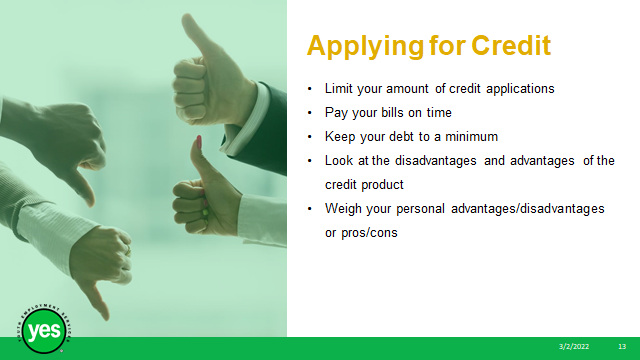 Applying for Credit
• Limit your amount of credit applications
• Pay your bills on time
• Keep your debt to a minimum
• Look at the disadvantages and advantages of the
credit product
• Weigh your personal advantages/disadvantages
or pros/cons
YOUTH EMPLOYMENT SERVICES
yes
3/2/2022
13